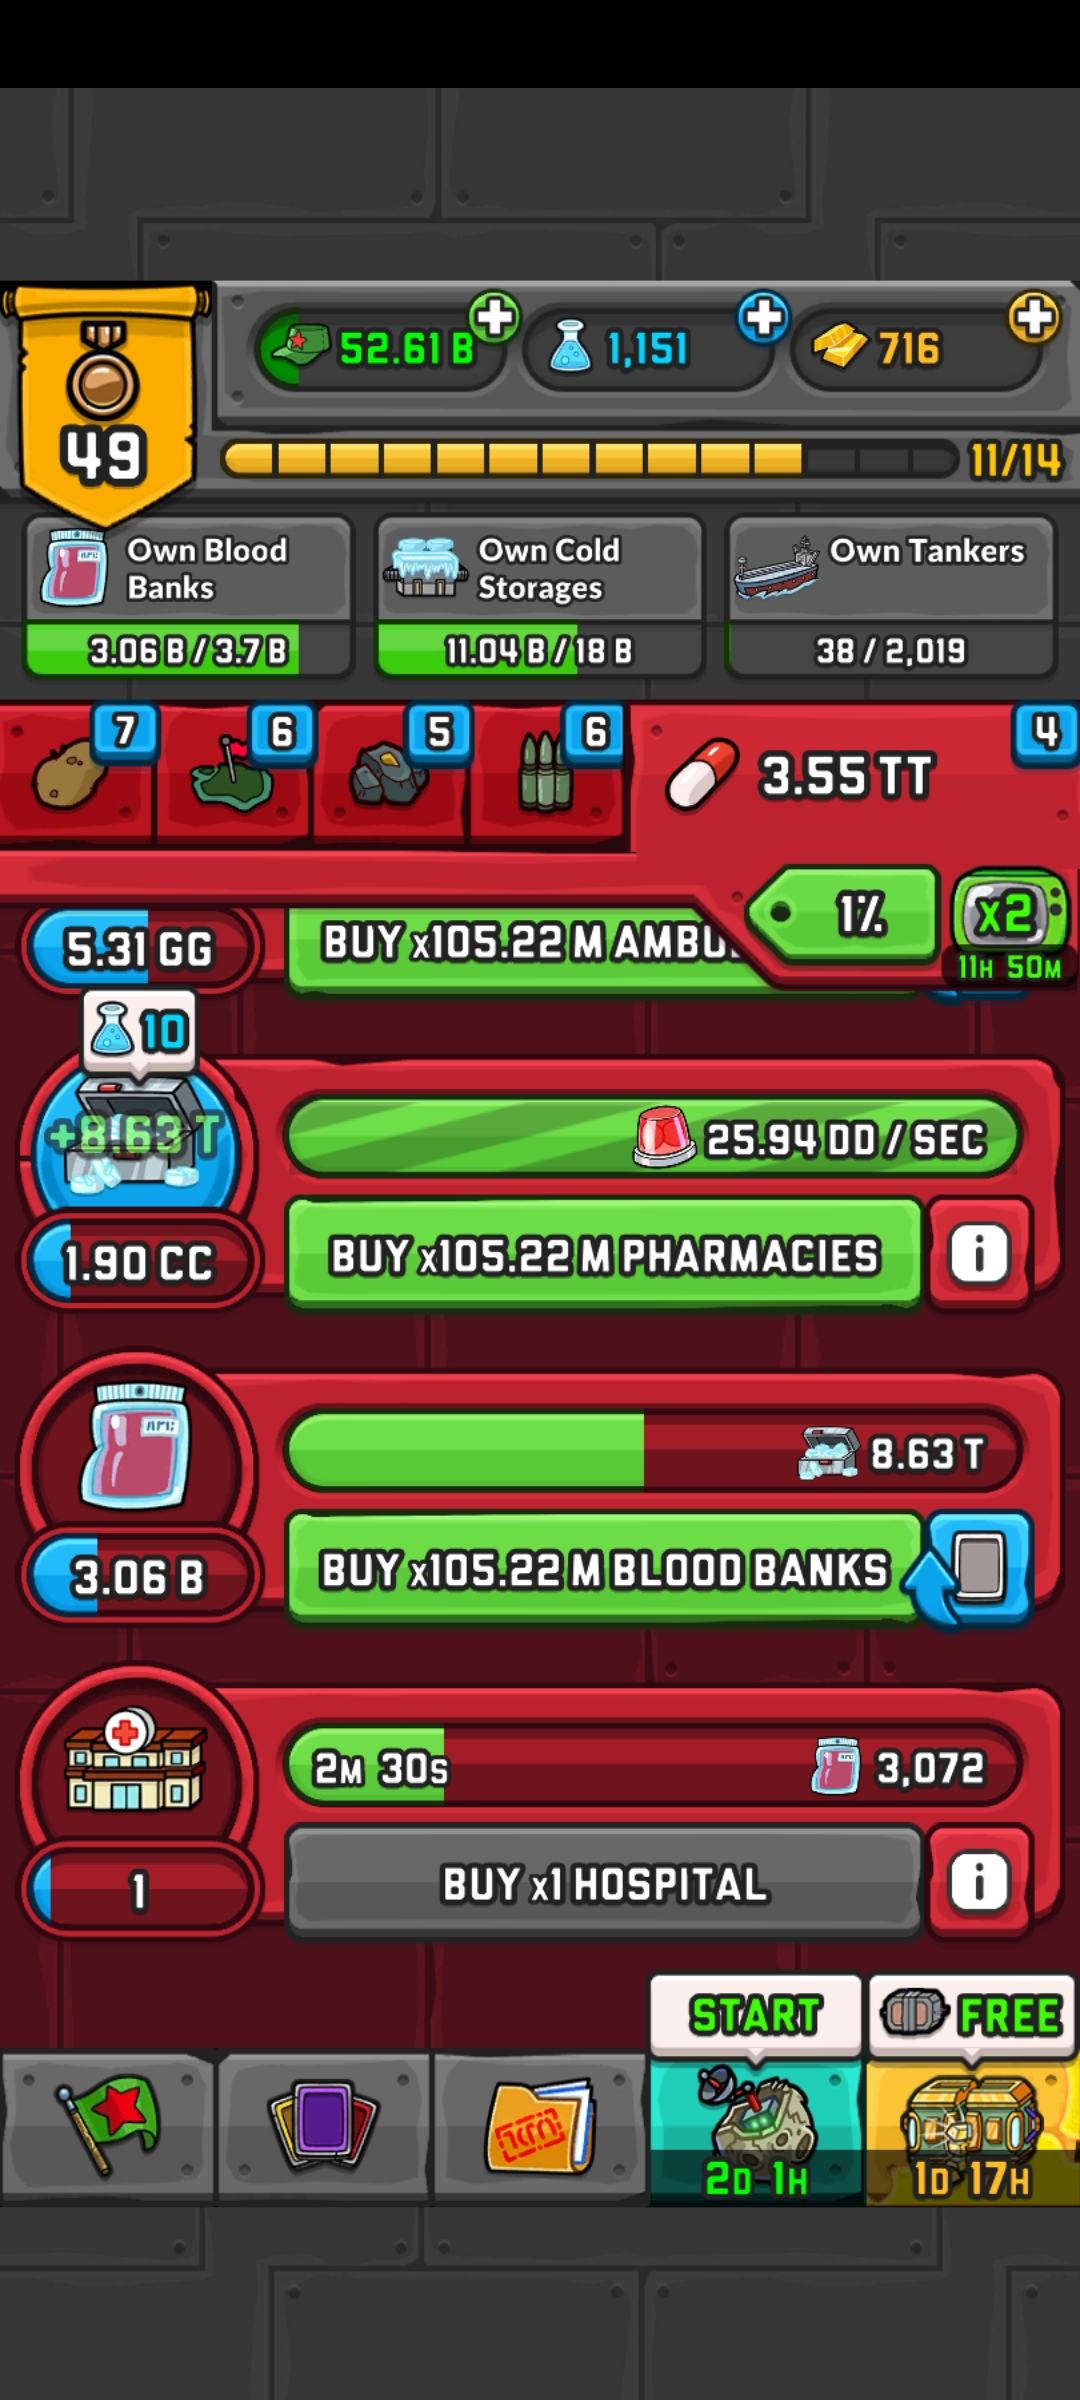 49
52.61 B
1,151
716
11/14
Own Blood
Banks
3.06 B / 3.7 B
Own Cold
Storages
11.04 B / 18 B
Own Tankers
38 / 2,019
7
6
5
6
3.55 TT
4
1%
x2
11H 50M
5.31 GG
BUY x105.22 M AMBU
10
+8.63 T
25.94 DD / SEC
1.90 CC
BUY x105.22 M PHARMACIES
i
8.63 T
3.06 B
BUY x105.22 M BLOOD BANKS
2M 30S
3,072
1
BUY x1 HOSPITAL
i
START
FREE
2D 1H
1D 17H